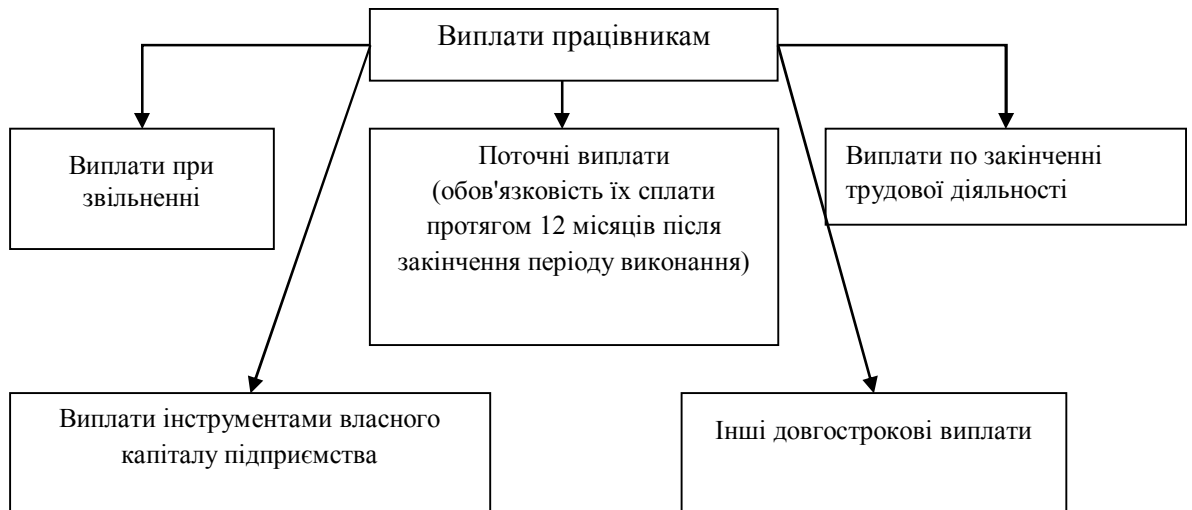 Виплати працівникам
Виплати при
звільненні
Поточні виплати
(обов'язковість їх сплати
протягом 12 місяців після
закінчення періоду виконання)
Виплати по закінченні
трудової діяльності
Виплати інструментами власного
капіталу підприємства
Інші довгострокові виплати